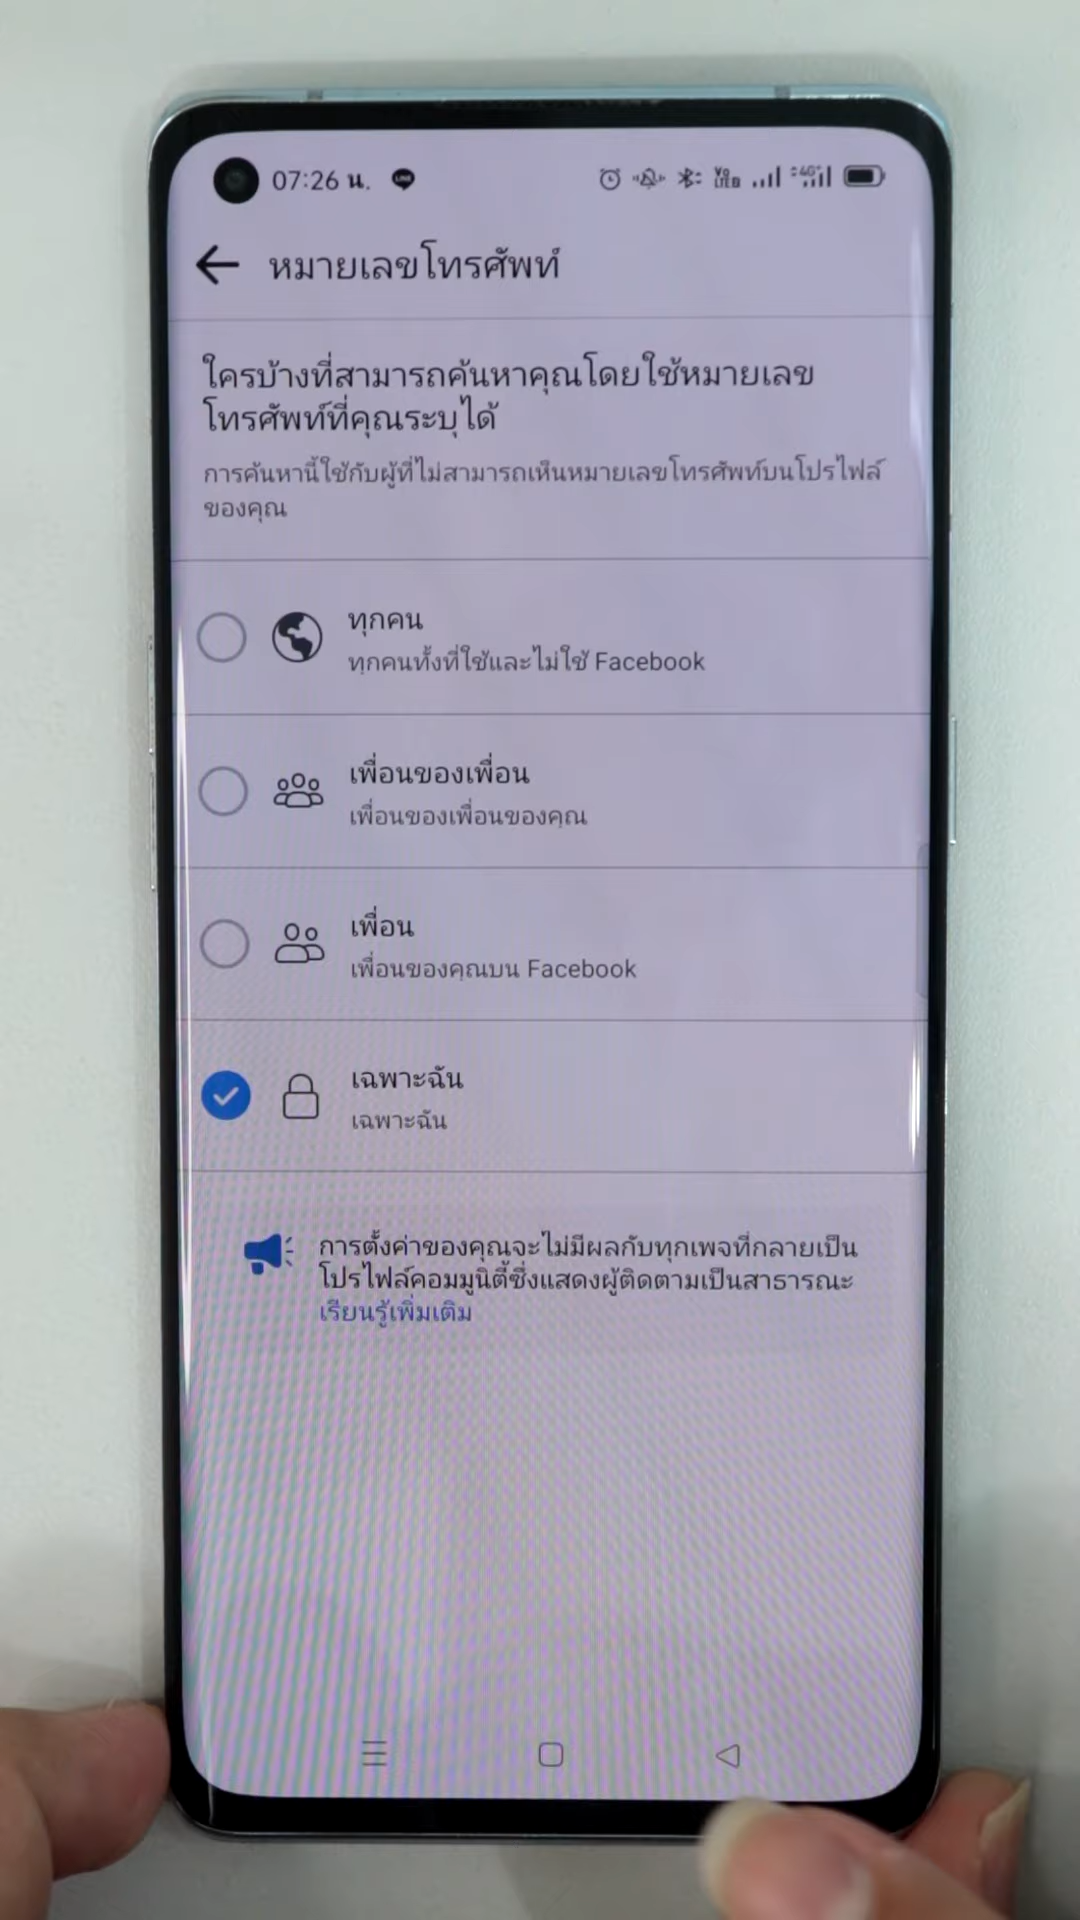 07:26 น.
หมายเลขโทรศัพท์
ใครบ้างที่สามารถค้นหาคุณโดยใช้หมายเลข
โทรศัพท์ที่คุณระบุได้
การค้นหานี้ใช้กับผู้ที่ไม่สามารถเห็นหมายเลขโทรศัพท์บนโปรไฟล์
ของคุณ
ทุกคน
ทุกคนทั้งที่ใช้และไม่ใช้ Facebook
เพื่อนของเพื่อน
เพื่อนของเพื่อนของคุณ
เพื่อน
เพื่อนของคุณบน Facebook
เฉพาะฉัน
เฉพาะฉัน
การตั้งค่าของคุณจะไม่มีผลกับทุกเพจที่กลายเป็น
โปรไฟล์คอมมูนิตี้ซึ่งแสดงผู้ติดตามเป็นสาธารณะ
เรียนรู้เพิ่มเติม